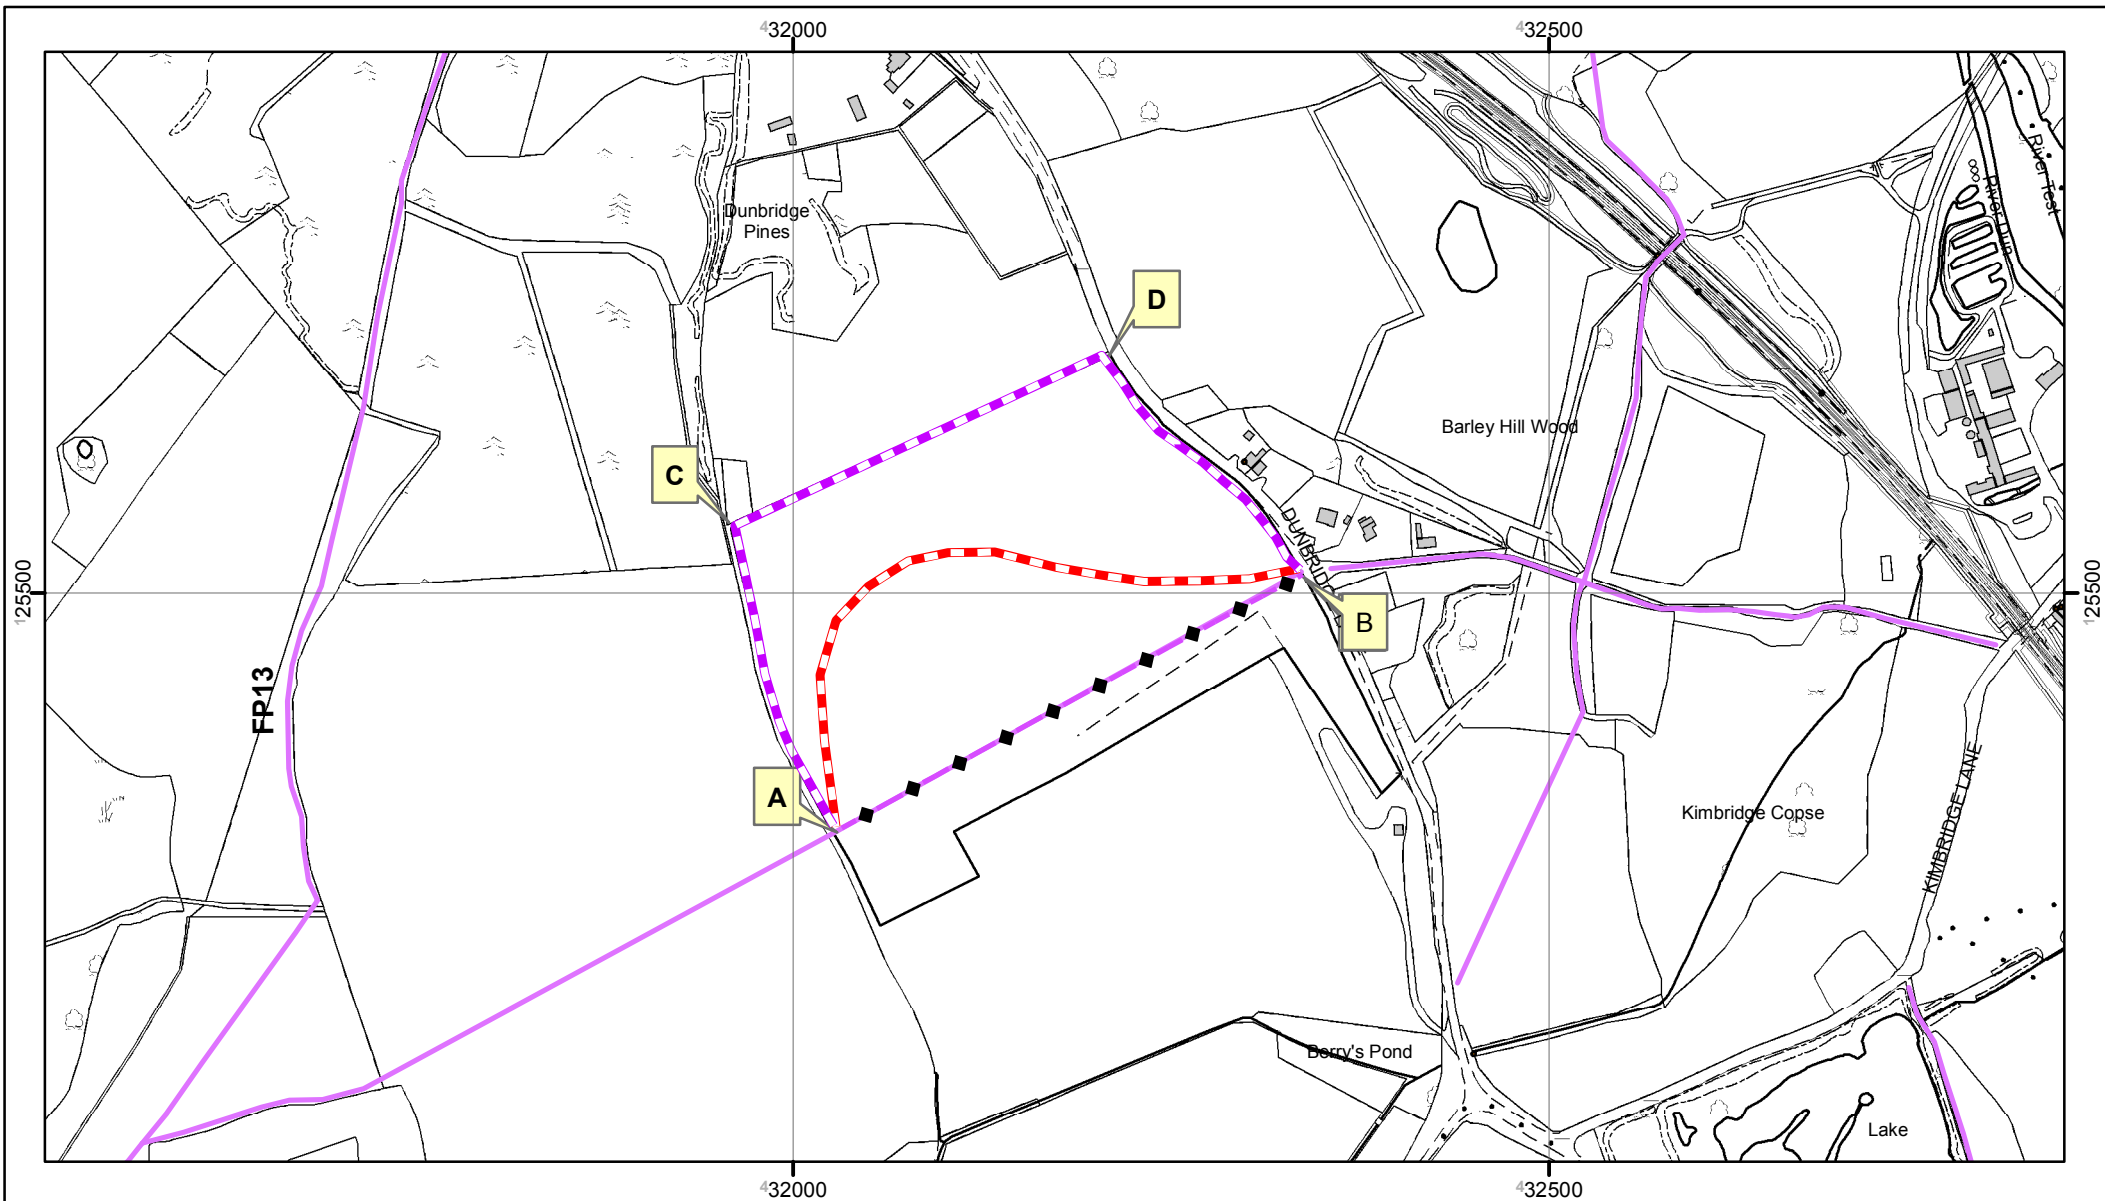 432000
432500
River Test
River Dun
Dunbridge
Pines
D
Barley Hill Wood
C
DUNBRIDG
125500
125500
B
FP13
A
Kimbridge Copse
KIMBRIDGE LANE
Berry's Pond
Lake
432000
432500